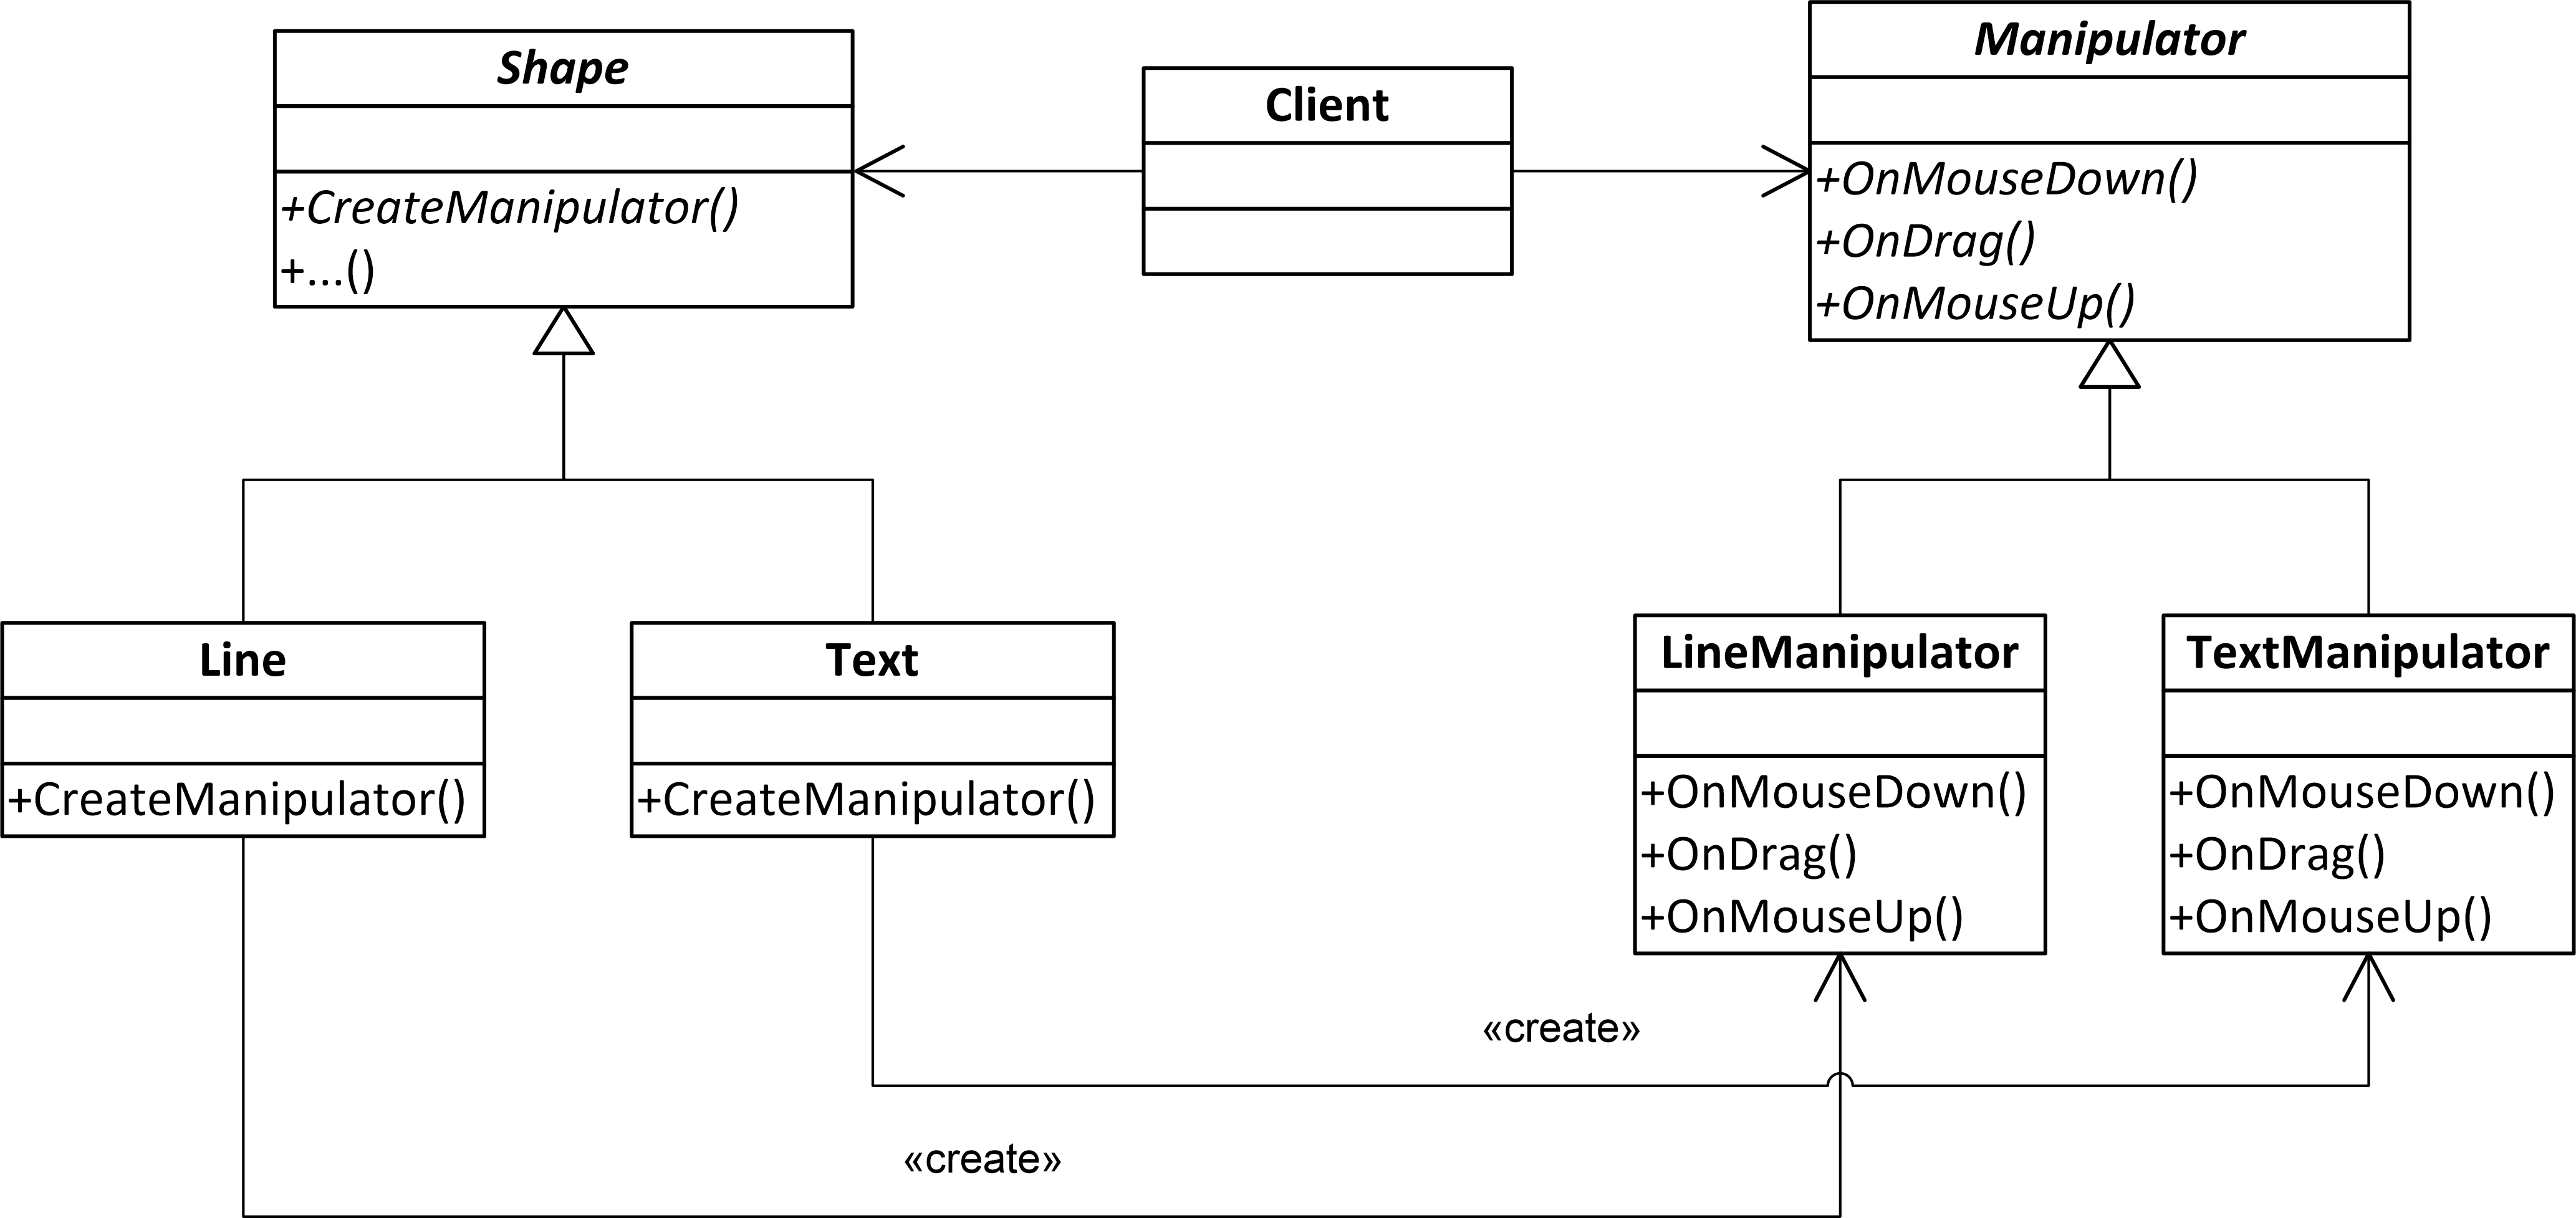 Shape
+CreateManipulator()
+...()
Client
Manipulator
+OnMouseDown()
+OnDrag()
+OnMouseUp()
Line
+CreateManipulator()
Text
+CreateManipulator()
LineManipulator
+OnMouseDown()
+OnDrag()
+OnMouseUp()
TextManipulator
+OnMouseDown()
+OnDrag()
+OnMouseUp()
«create»
«create»